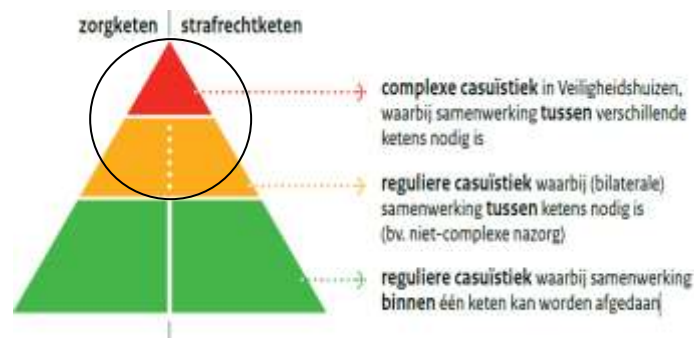 zorgketen strafrechtketen
complexe casuïstiek in Veiligheidshuizen,
waarbij samenwerking tussen verschillende
ketens nodig is
reguliere casuïstiek waarbij (bilaterale)
samenwerking tussen ketens nodig is
(bv. niet-complexe nazorg)
reguliere casuïstiek waarbij samenwerking
binnen één keten kan worden afgedaan